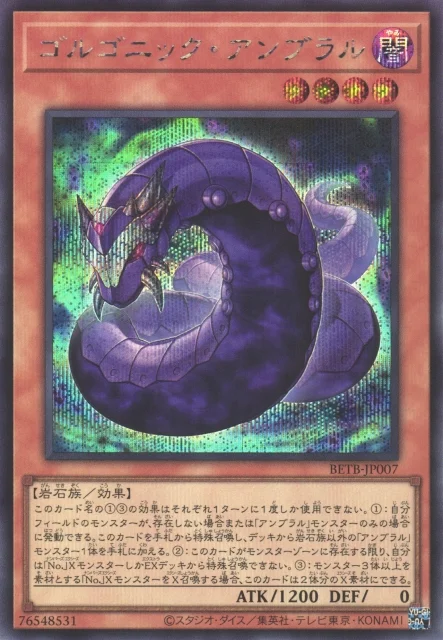 ゴルゴニック・アンブラル
闇
BETB-JP007
【岩石族/効果】
このカード名の①③の効果はそれぞれ1ターンに1度しか使用できない。①:自分
フィールドのモンスターが、存在しない場合または「アンブラル」モンスターのみの場合
に発動できる。このカードを手札から特殊召喚し、デッキから岩石族以外の「アンブラル」
モンスター1体を手札に加える。②:このカードがモンスターゾーンに存在する限り、自分
は「No.」XモンスターしかEXデッキから特殊召喚できない。③:モンスター3体以上を
素材とする「No.」XモンスターをX召喚する場合、このカードは2体分のX素材にできる。
ATK/1200 DEF/ 0
76548531 ©スタジオ・ダイス/集英社・テレビ東京・KONAMI